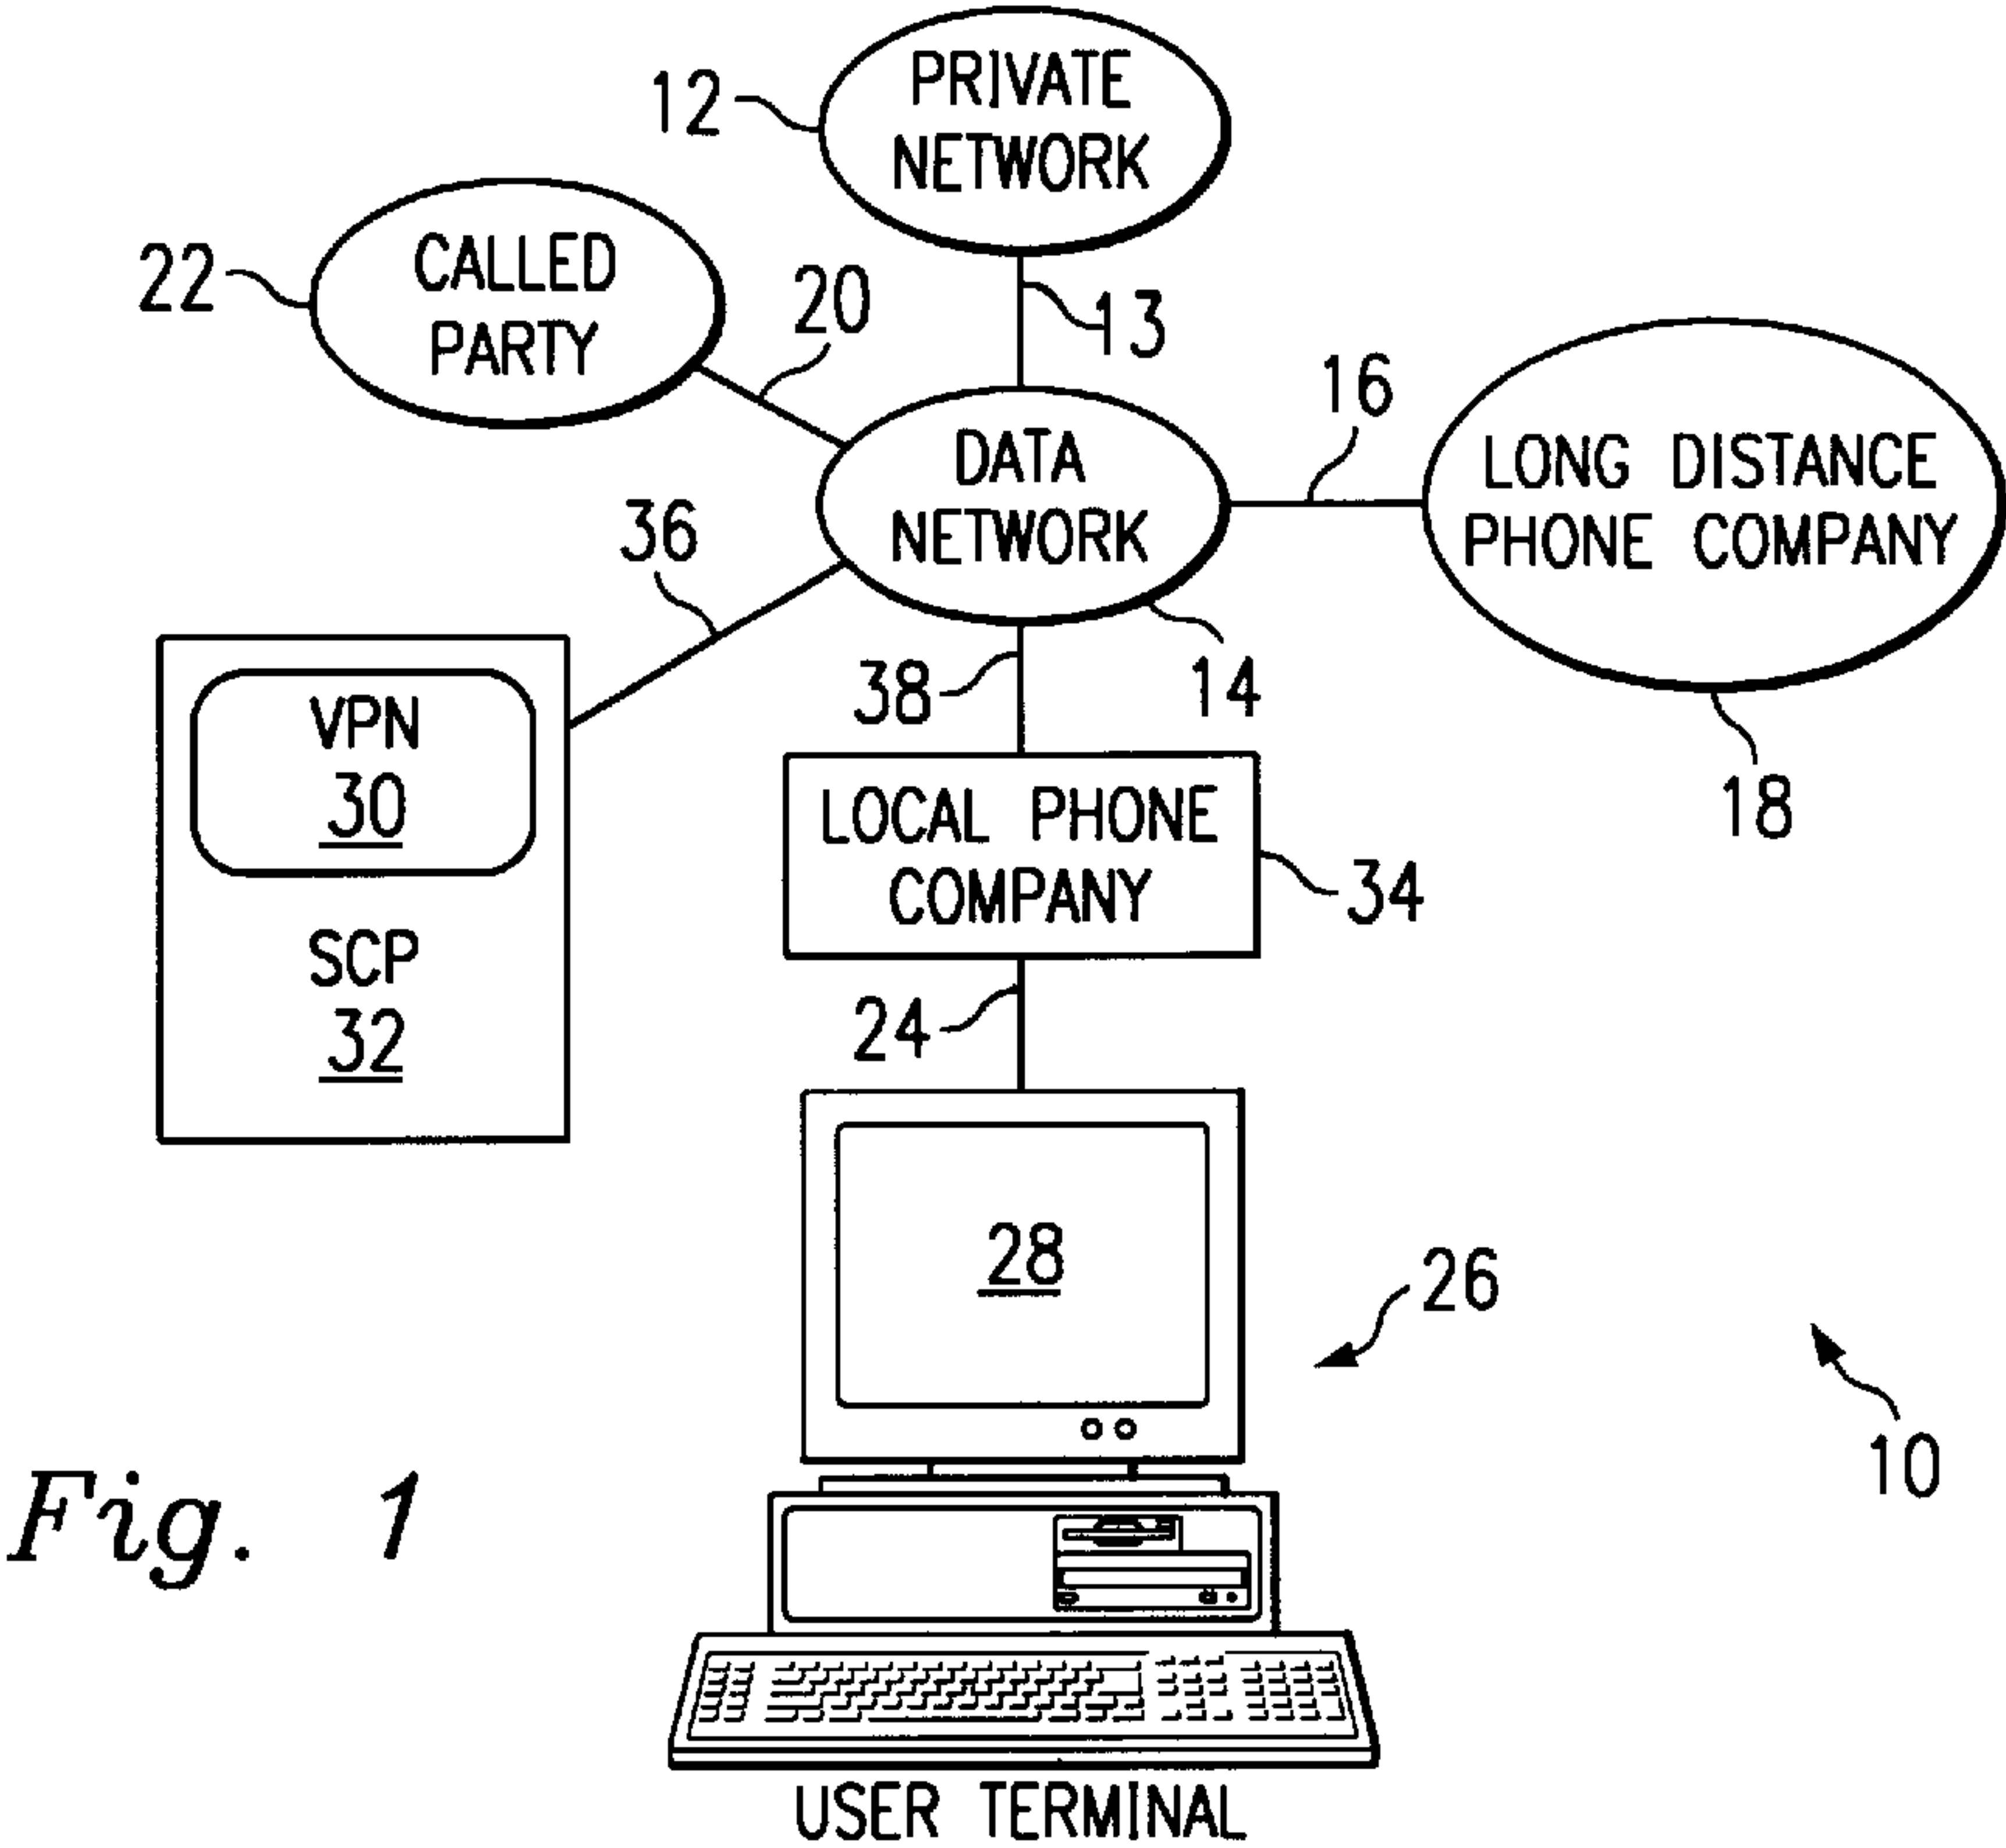 PRIVATE
NETWORK
12
CALLED
PARTY
22
20
13
16
DATA
NETWORK
LONG DISTANCE
PHONE COMPANY
36
38
14
18
VPN
30
SCP
32
LOCAL PHONE
COMPANY
34
24
28
26
10
Fig. 1
USER TERMINAL